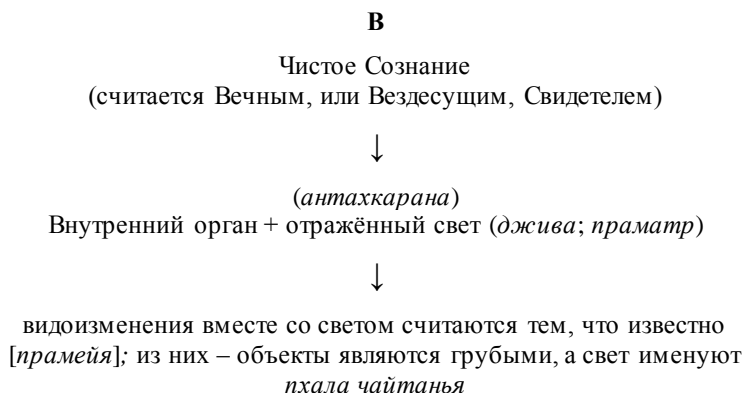 В
Чистое Сознание
(считается Вечным, или Вездесущим, Свидетелем)
↓
(антахкарана)
Внутренний орган + отражённый свет (джива; праматр)
↓
видоизменения вместе со светом считаются тем, что известно
[прамейя]; из них – объекты являются грубыми, а свет именуют
пхала чайтанья